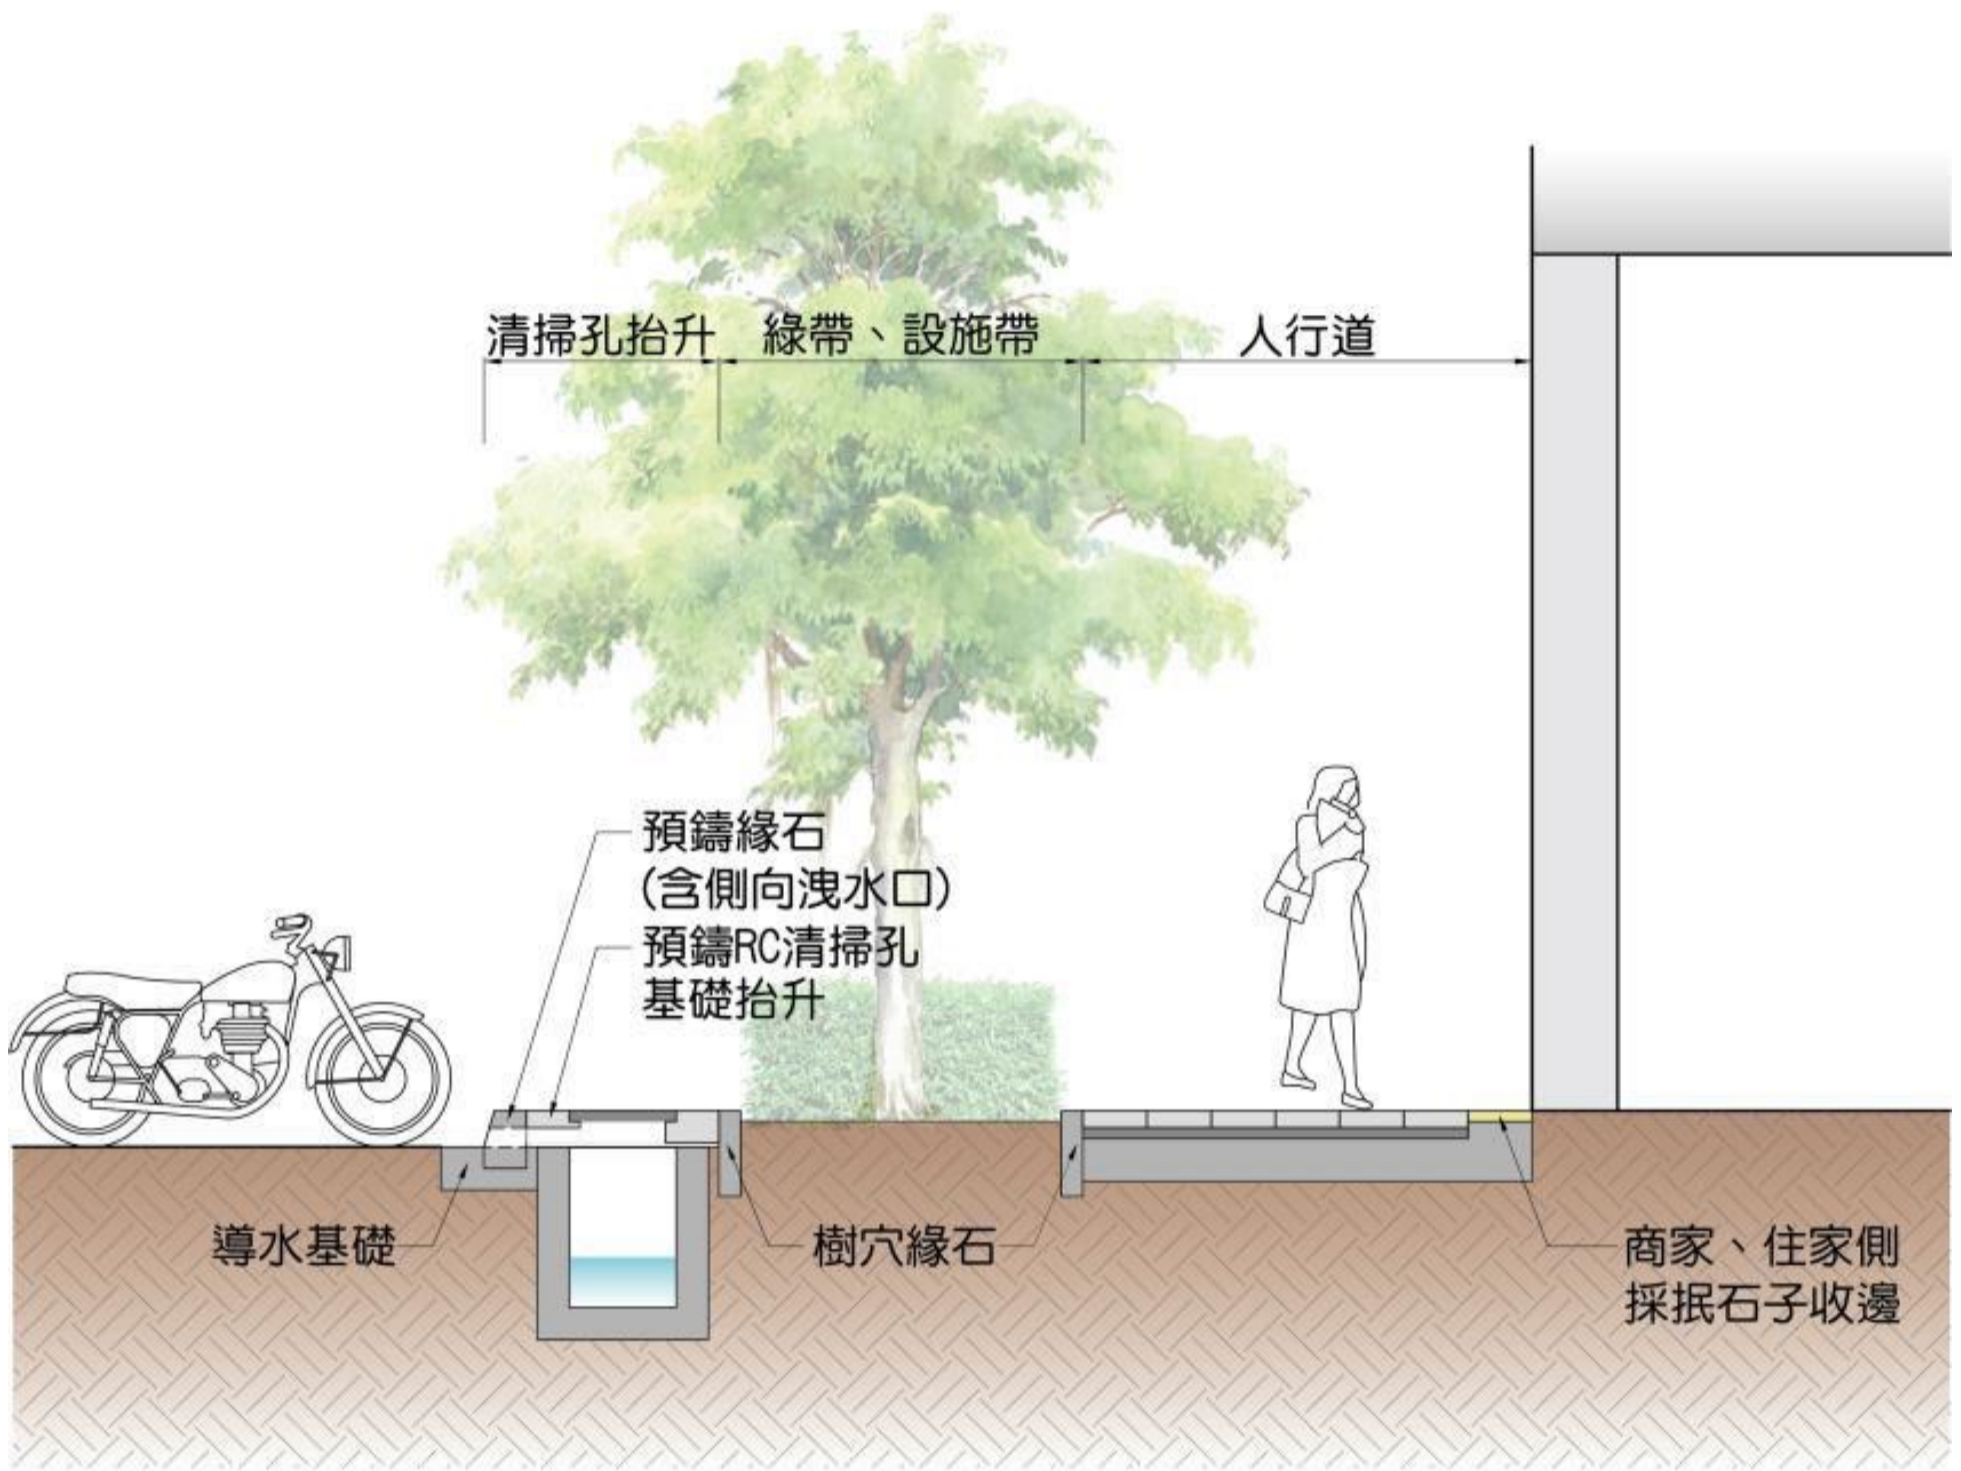 清掃孔抬升
綠帶、設施帶
人行道
預鑄緣石
(含側向洩水口)
預鑄RC清掃孔
基礎抬升
導水基礎
樹穴緣石
商家、住家側
採抿石子收邊